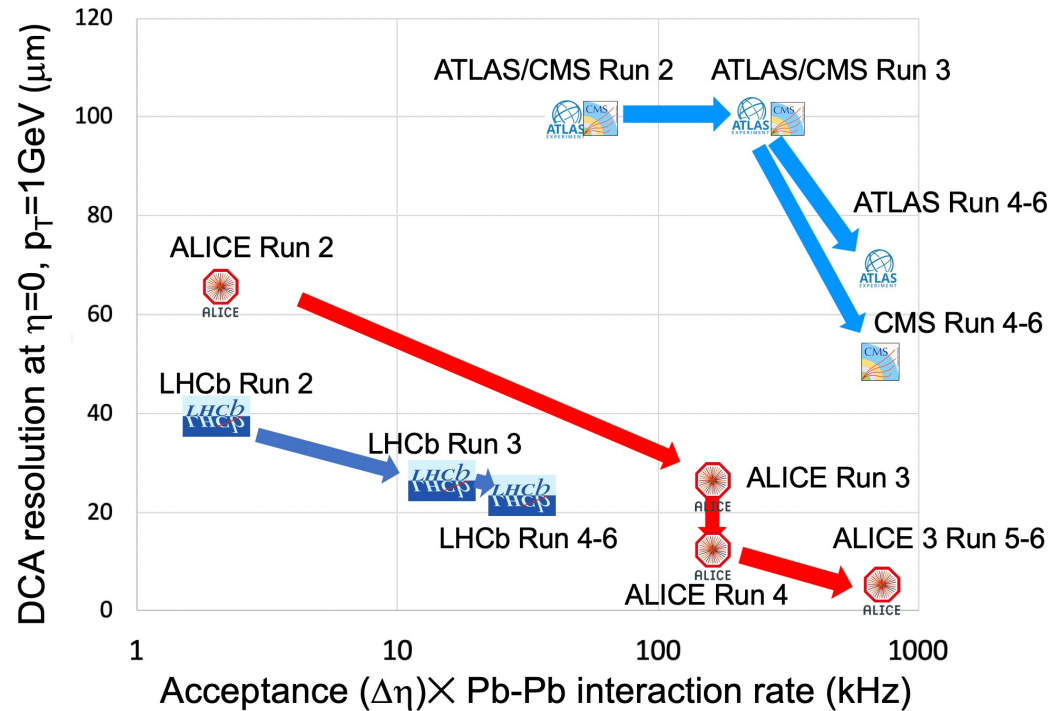 DCA resolution at η=0, pT=1GeV (μm)
120
100
80
60
40
20
0
ATLAS/CMS Run 2
ATLAS/CMS Run 3
ATLAS
EXPERIMENT
CMS
ATLAS
EXPERIMENT
CMS
ATLAS Run 4-6
ATLAS
EXPERIMENT
ALICE Run 2
ALICE
CMS Run 4-6
CMS
LHCb Run 2
LHCb
LHCb Run 3
LHCb
LHCb
LHCb Run 4-6
ALICE Run 3
ALICE
ALICE
ALICE Run 4
ALICE 3 Run 5-6
ALICE
1
10
100
1000
Acceptance (Δη)× Pb-Pb interaction rate (kHz)